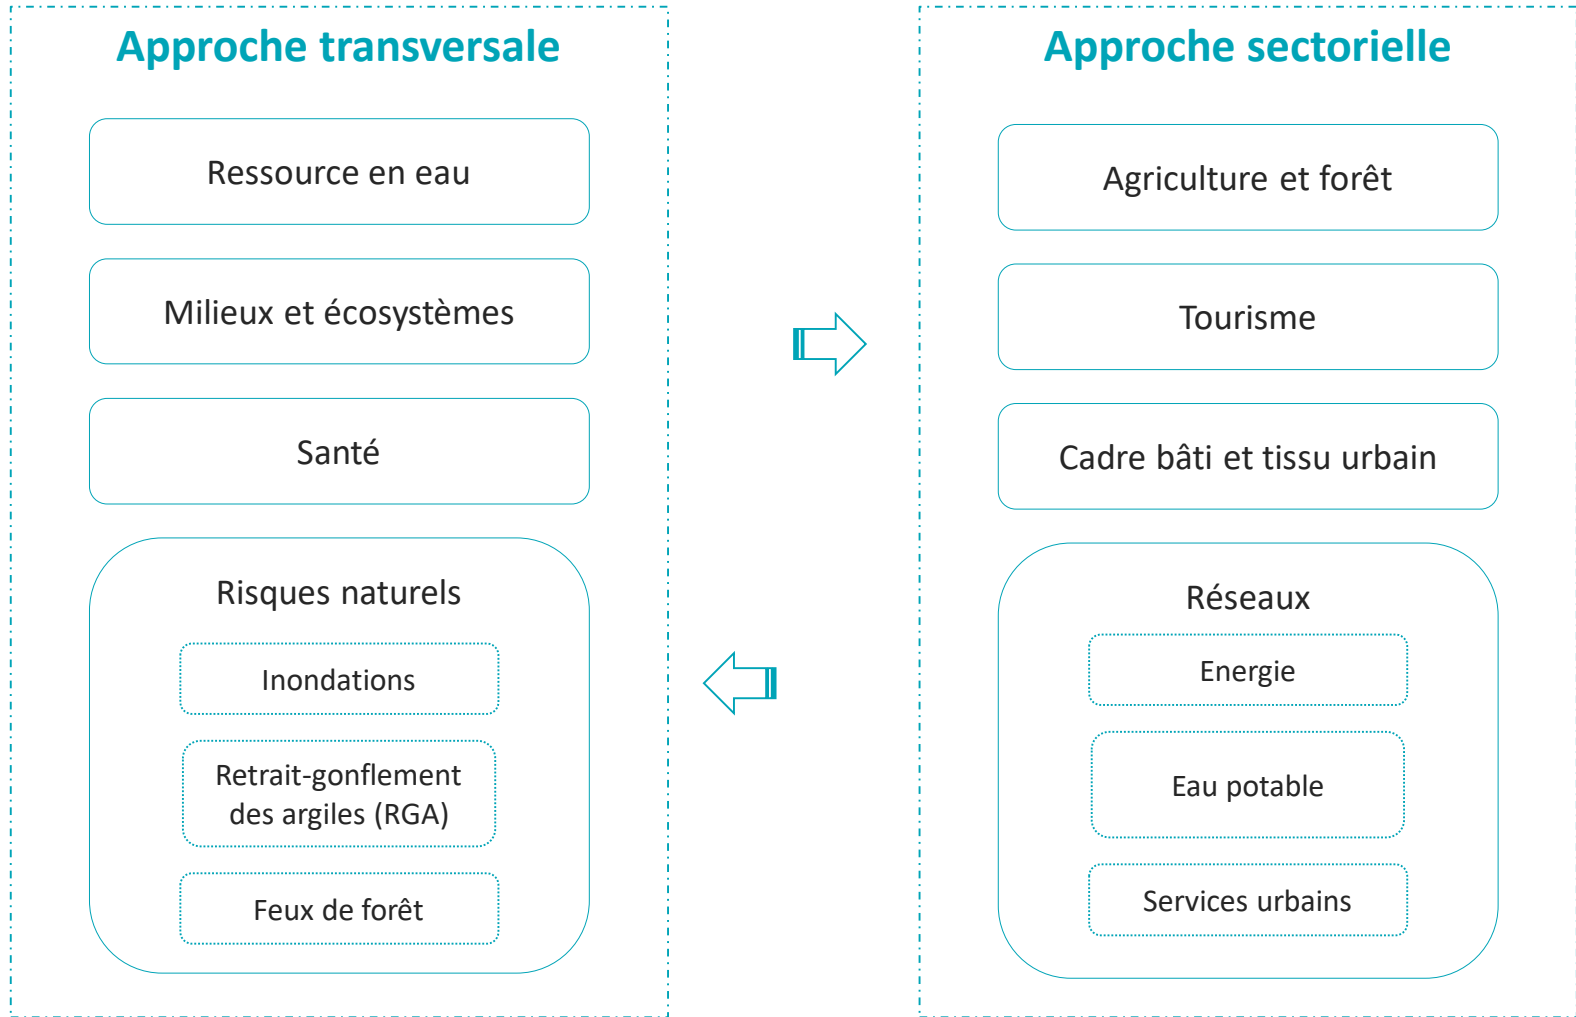 Approche transversale
Ressource en eau
Milieux et écosystèmes
Santé
Risques naturels
Inondations
Retrait-gonflement
des argiles (RGA)
Feux de forêt
Approche sectorielle
Agriculture et forêt
Tourisme
Cadre bâti et tissu urbain
Réseaux
Energie
Eau potable
Services urbains